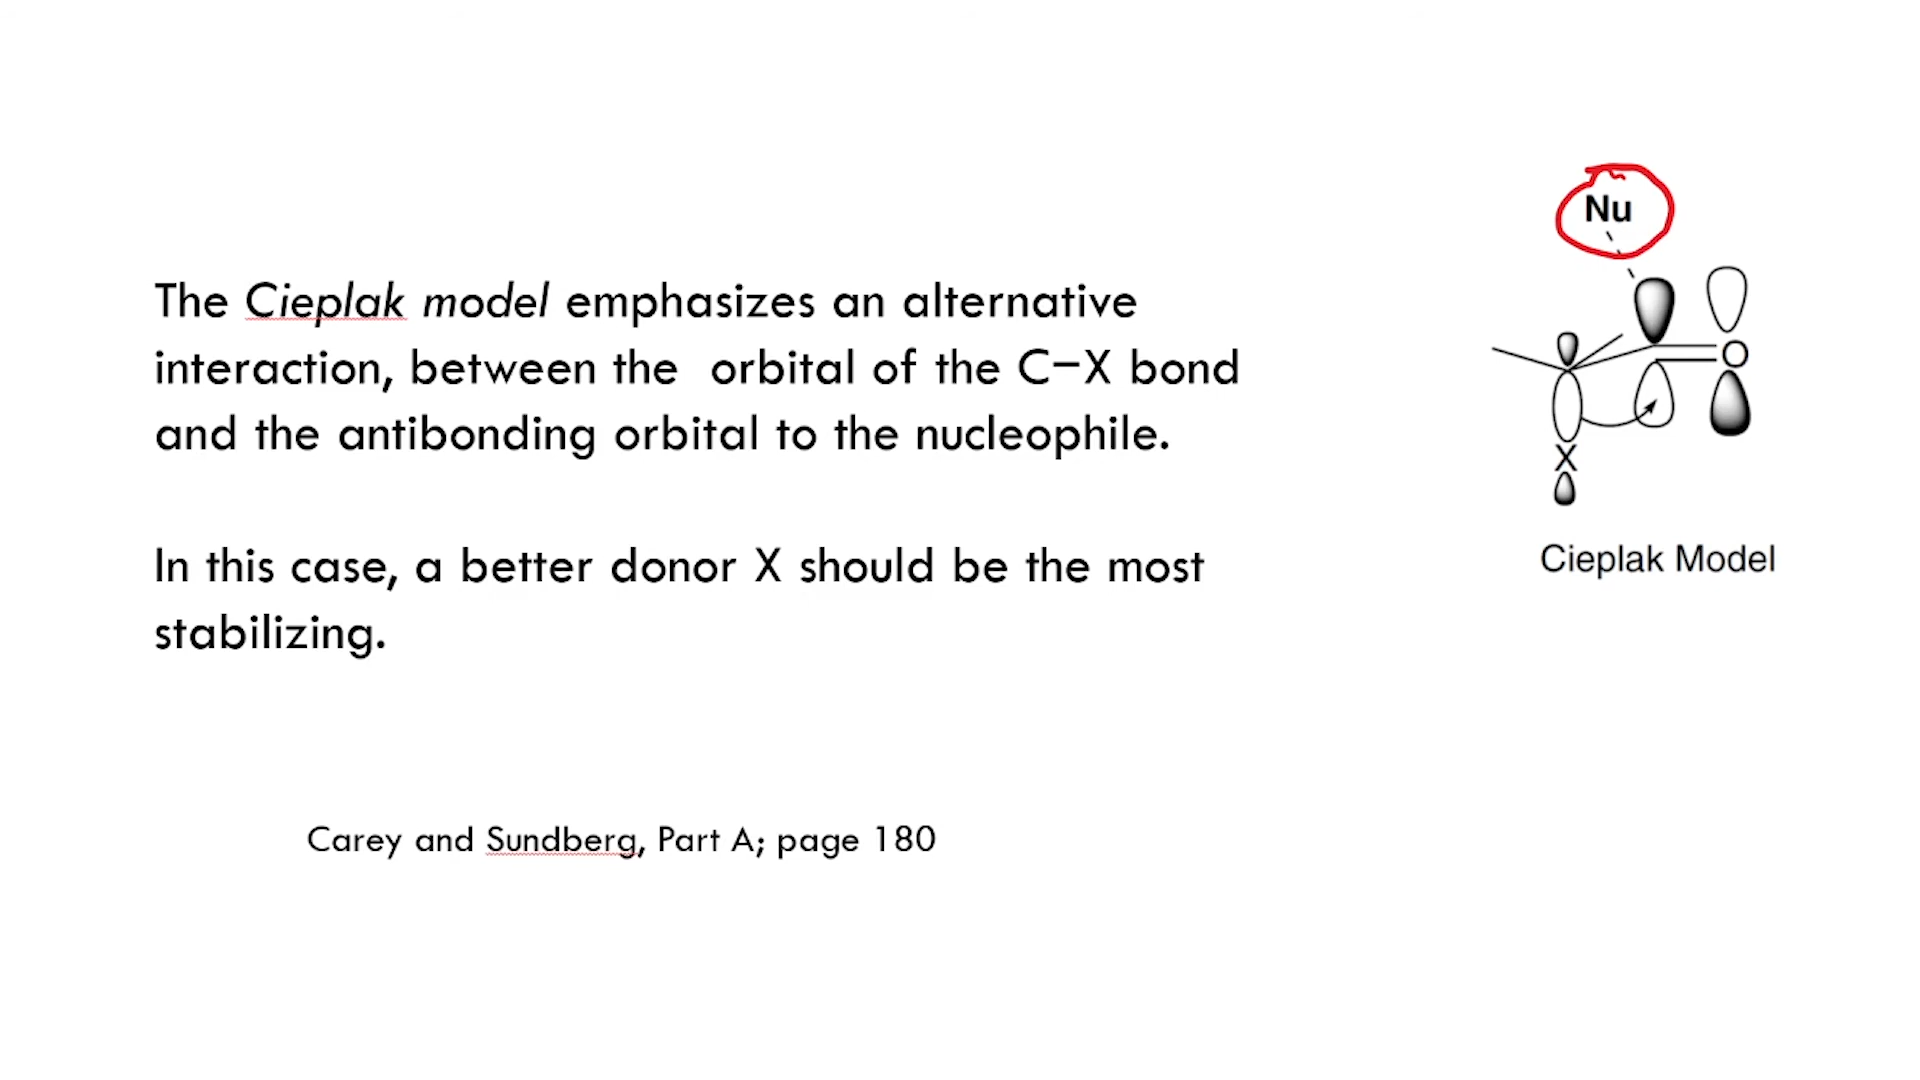 The Cieplak model emphasizes an alternative
interaction, between the  orbital of the C−X bond
and the antibonding orbital to the nucleophile.
In this case, a better donor X should be the most
stabilizing.
Carey and Sundberg, Part A; page 180
Nu
O
X
Cieplak Model